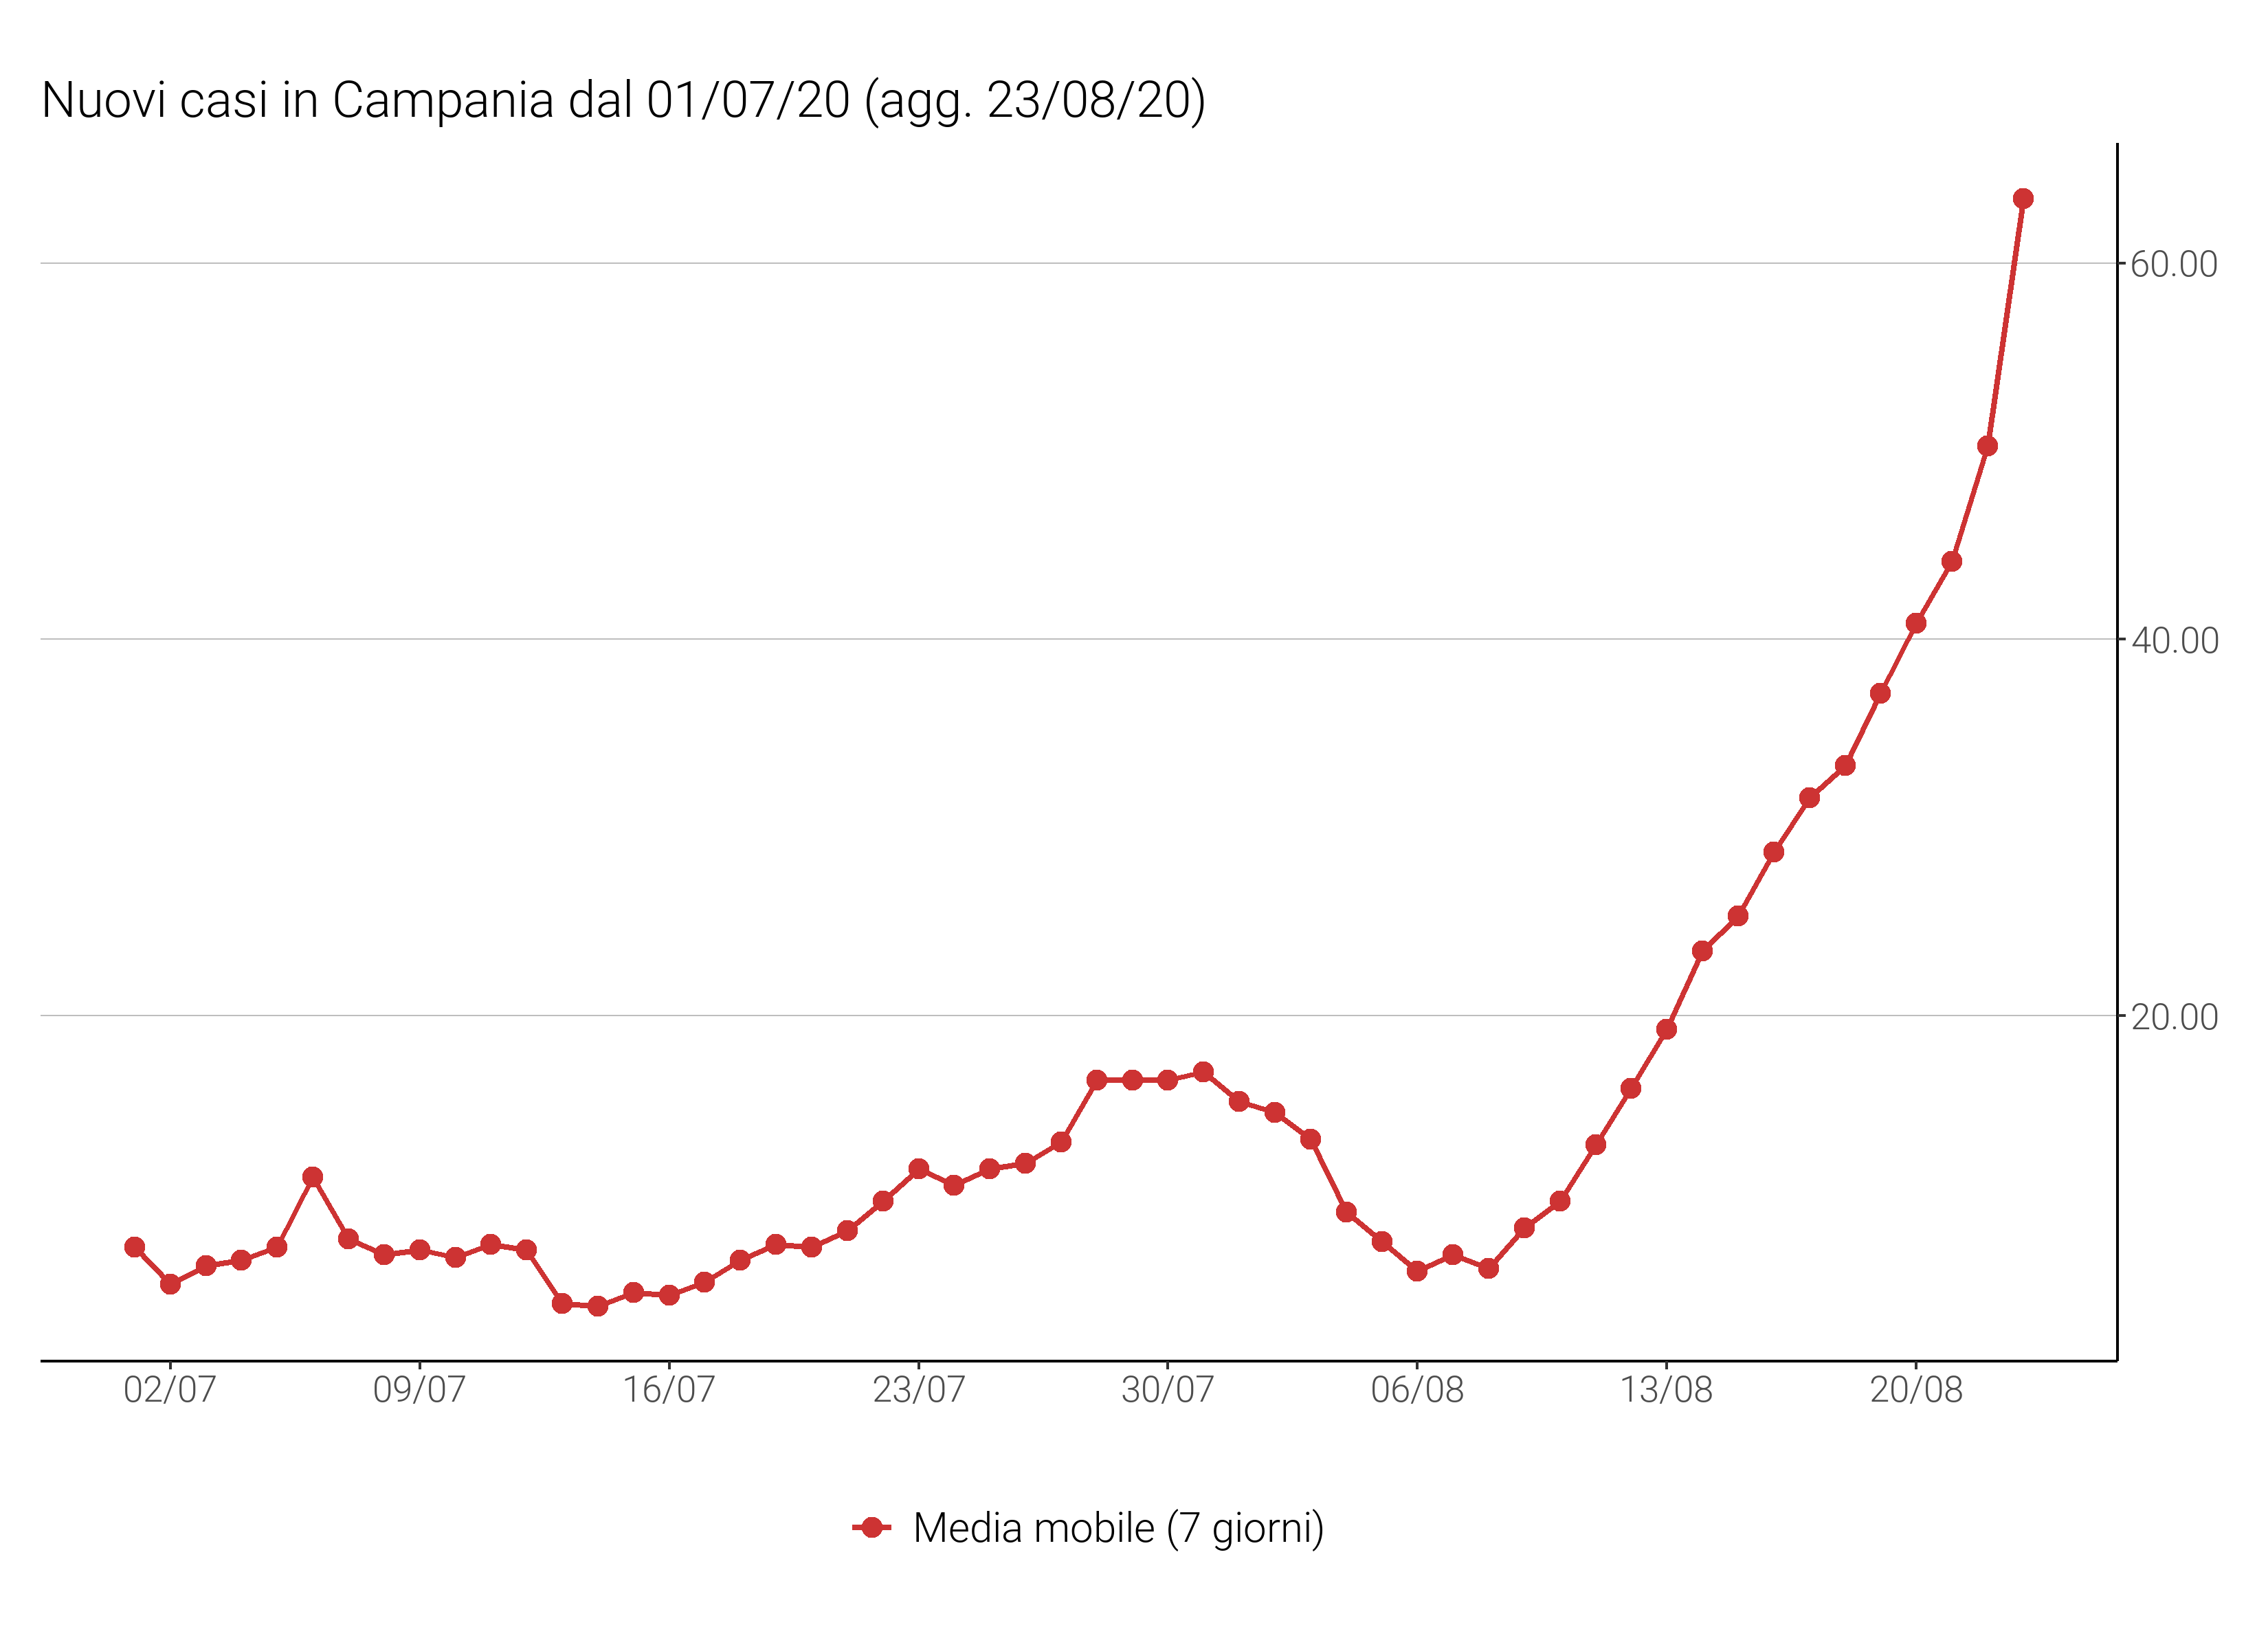 Nuovi casi in Campania dal 01/07/20 (agg. 23/08/20)
60.00
40.00
20.00
02/07 09/07 16/07 23/07 30/07 06/08 13/08 20/08
Media mobile (7 giorni)